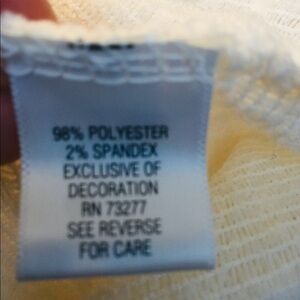 98% POLYESTER
2% SPANDEX
EXCLUSIVE OF
DECORATION
RN 73277
SEE REVERSE
FOR CARE